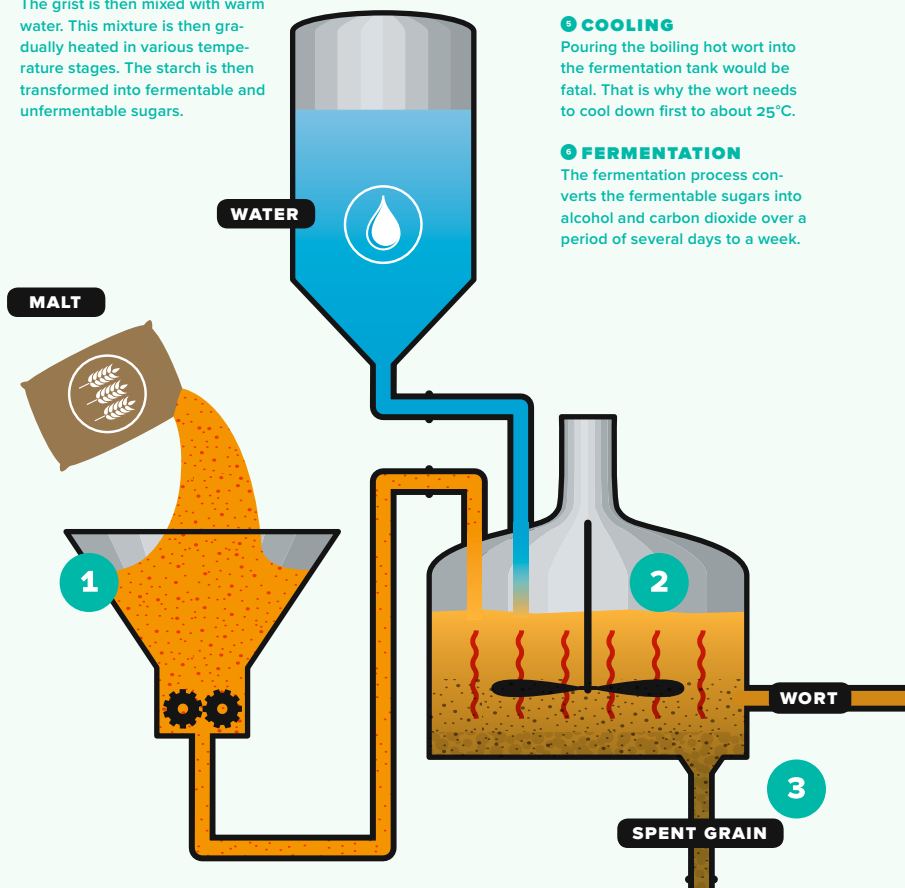 The grist is then mixed with warm
water. This mixture is then gra-
dually heated in various tempe-
rature stages. The starch is then
transformed into fermentable and
unfermentable sugars.
5 COOLING
Pouring the boiling hot wort into
the fermentation tank would be
fatal. That is why the wort needs
to cool down first to about 25°C.
6 FERMENTATION
The fermentation process con-
verts the fermentable sugars into
alcohol and carbon dioxide over a
period of several days to a week.
WATER
MALT
1
2
WORT
3
SPENT GRAIN